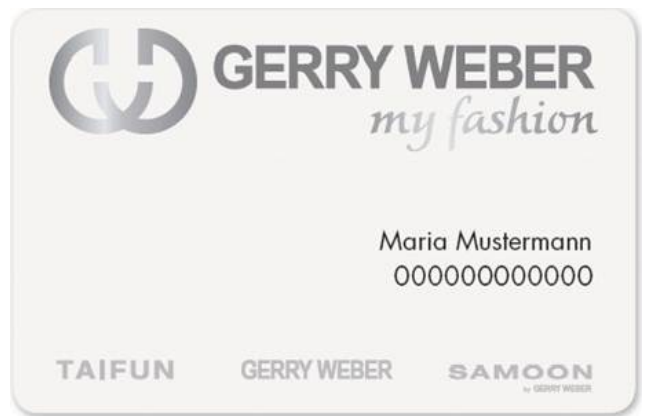 GERRY WEBER
my fashion
Maria Mustermann
000000000000
TAIFUN GERRY WEBER SAMOON
by GERRY WEBER